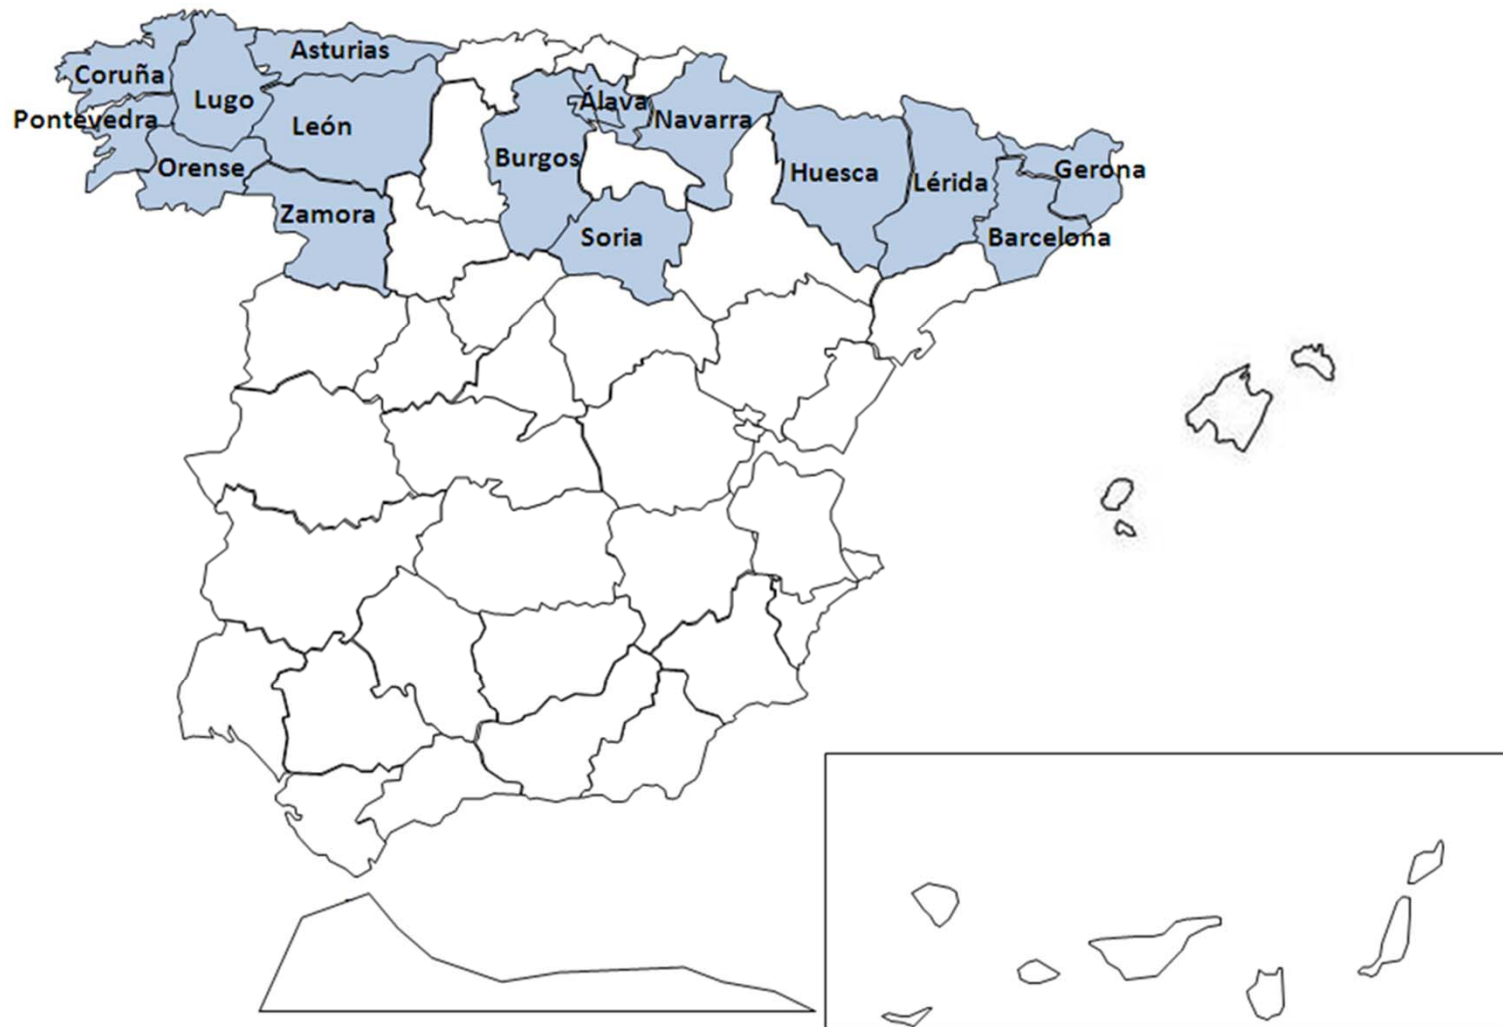 Asturias
Coruña
Lugo
Álava
Pontevedra
León
Navarra
Burgos
Orense
Huesca
Lérida
Gerona
Zamora
Soria
Barcelona